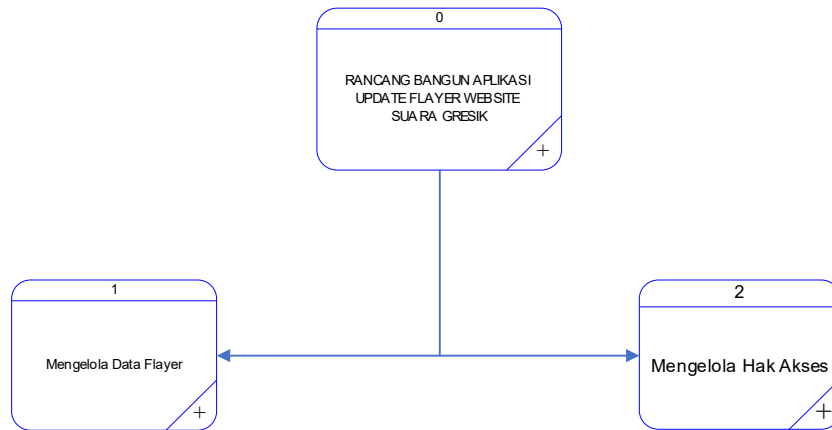 0
RANCANG BANGUN APLIKASI
UPDATE FLAYER WEBSITE
SUARA GRESIK
+
1
Mengelola Data Flayer
+
2
Mengelola Hak Akses
+